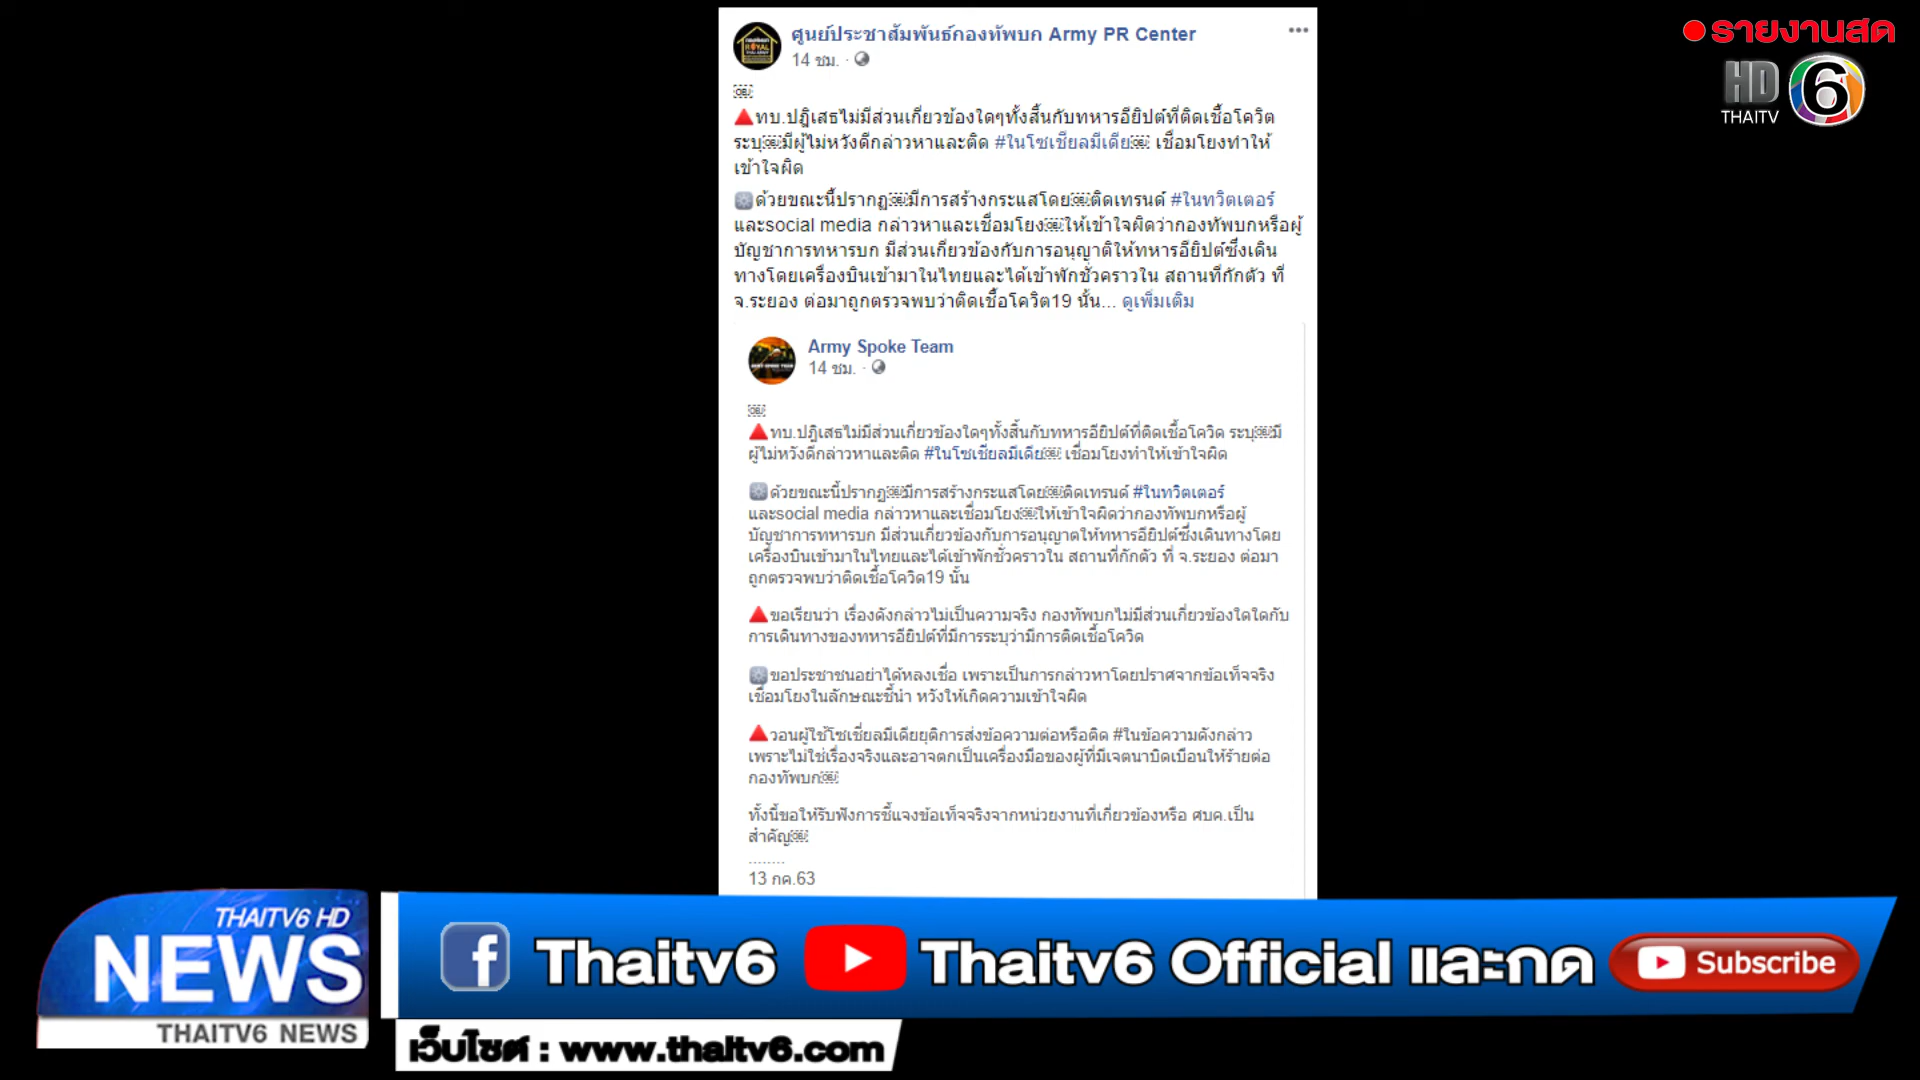 ศูนย์ประชาสัมพันธ์กองทัพบก Army PR Center
14 ชม.
รายงานสด
HD
THAITV
6
ทบ.ปฎิเสธไม่มีส่วนเกี่ยวข้องใดๆทั้งสิ้นกับทหารอียิปต์ที่ติดเชื้อโควิต
ระบุมีผู้ไม่หวังดีกล่าวหาและติด #ในโซเชียลมีเดีย เชื่อมโยงทำให้
เข้าใจผิด
ด้วยขณะนี้ปรากฏมีการสร้างกระแสโดยติดเทรนด์ #ในทวิตเตอร์
และsocial media กล่าวหาและเชื่อมโยงให้เข้าใจผิดว่ากองทัพบกหรือผู้
บัญชาการทหารบก มีส่วนเกี่ยวข้องกับการอนุญาติให้ทหารอียิปต์ซึ่งเดิน
ทางโดยเครื่องบินเข้ามาในไทยและได้เข้าพักชั่วคราวใน สถานที่กักตัว ที่
จ.ระยอง ต่อมาถูกตรวจพบว่าติดเชื้อโควิต19 นั้น... ดูเพิ่มเติม
Army Spoke Team
14 ชม.
ทบ.ปฎิเสธไม่มีส่วนเกี่ยวข้องใดๆทั้งสิ้นกับทหารอียิปต์ที่ติดเชื้อโควิด ระบุมี
ผู้ไม่หวังดีกล่าวหาและติด #ในโซเชี่ยลมีเดีย เชื่อมโยงทำให้เข้าใจผิด
ด้วยขณะนี้ปรากฏมีการสร้างกระแสโดยติดเทรนด์ #ในทวิตเตอร์
และsocial media กล่าวหาและเชื่อมโยงให้เข้าใจผิดว่ากองทัพบกหรือผู้
บัญชาการทหารบก มีส่วนเกี่ยวข้องกับการอนุญาตให้ทหารอียิปต์ซึ่งเดินทางโดย
เครื่องบินเข้ามาในไทยและได้เข้าพักชั่วคราวใน สถานที่กักตัว ที่ จ.ระยอง ต่อมา
ถูกตรวจพบว่าติดเชื้อโควิด19 นั้น
ขอเรียนว่า เรื่องดังกล่าวไม่เป็นความจริง กองทัพบกไม่มีส่วนเกี่ยวข้องใดใดกับ
การเดินทางของทหารอียิปต์ที่มีการระบุว่ามีการติดเชื้อโควิด
ขอประชาชนอย่าได้หลงเชื่อ เพราะเป็นการกล่าวหาโดยปราศจากข้อเท็จจริง
เชื่อมโยงในลักษณะชี้นำ หวังให้เกิดความเข้าใจผิด
วอนผู้ใช้โซเชี่ยลมีเดียยุติการส่งข้อความต่อหรือติด #ในข้อความดังกล่าว
เพราะไม่ใช่เรื่องจริงและอาจตกเป็นเครื่องมือของผู้ที่มีเจตนาบิดเบือนให้ร้ายต่อ
กองทัพบก
ทั้งนี้ขอให้รับฟังการชี้แจงข้อเท็จจริงจากหน่วยงานที่เกี่ยวข้องหรือ ศบค.เป็น
สำคัญ
........
13 กค.63
THAITV6 HD
NEWS
THAITV6 NEWS
Thaitv6 Thaitv6 Official และกด Subscribe
เว็บไซต์ : www.thaitv6.com